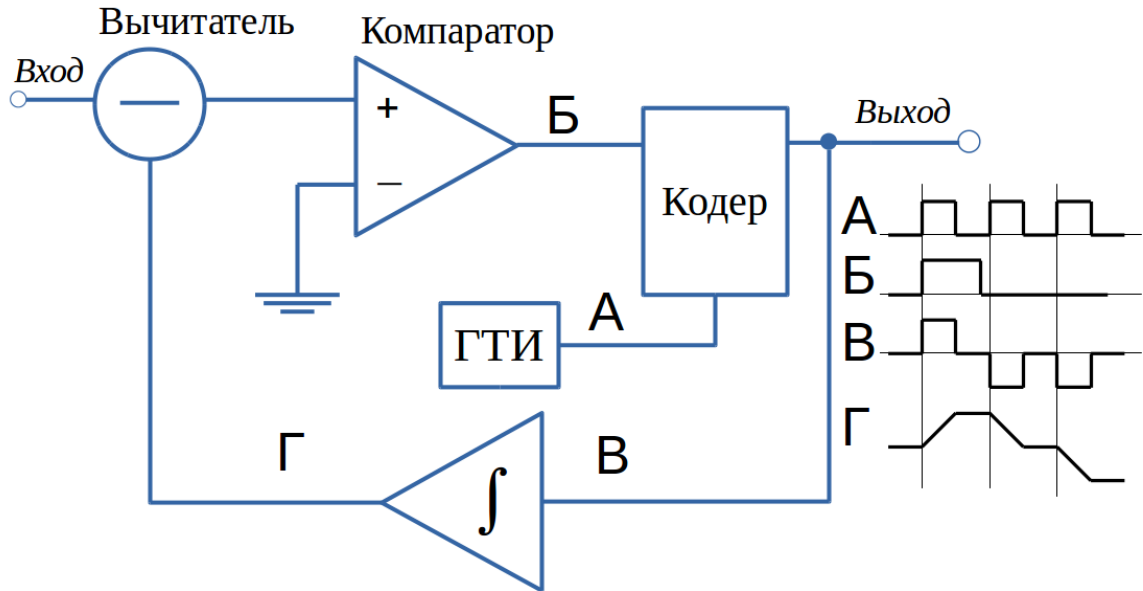 Вычитатель
Компаратор
Вход
+
−
Б
Кодер
Выход
ГТИ
А
Г
∫
В
А
Б
В
Г